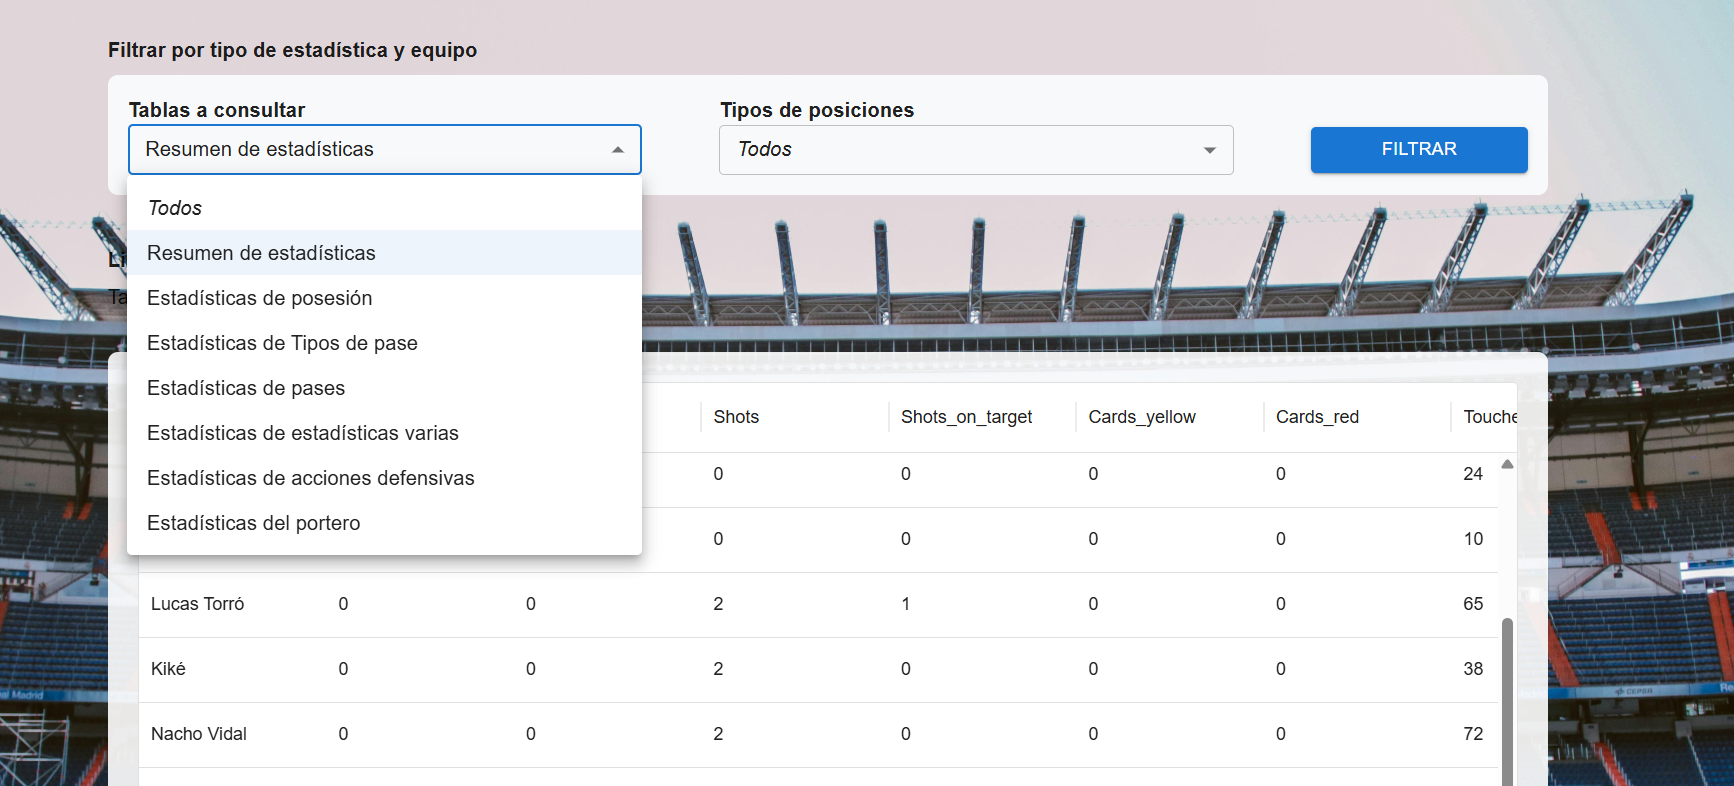 Filtrar por tipo de estadística y equipo
Tablas a consultar
Tipos de posiciones
Resumen de estadísticas
Todos
FILTRAR
Todos
Resumen de estadísticas
Estadísticas de posesión
Estadísticas de Tipos de pase
Estadísticas de pases
Estadísticas de estadísticas varias
Estadísticas de acciones defensivas
Estadísticas del portero
Shots Shots_on_target Cards_yellow Cards_red Touche
0 0 0 0 24
0 0 0 0 10
Lucas Torró 0 0 2 1 0 0 65
Kiké 0 0 2 0 0 0 38
Nacho Vidal 0 0 2 0 0 0 72
al Madrid
CEPSA